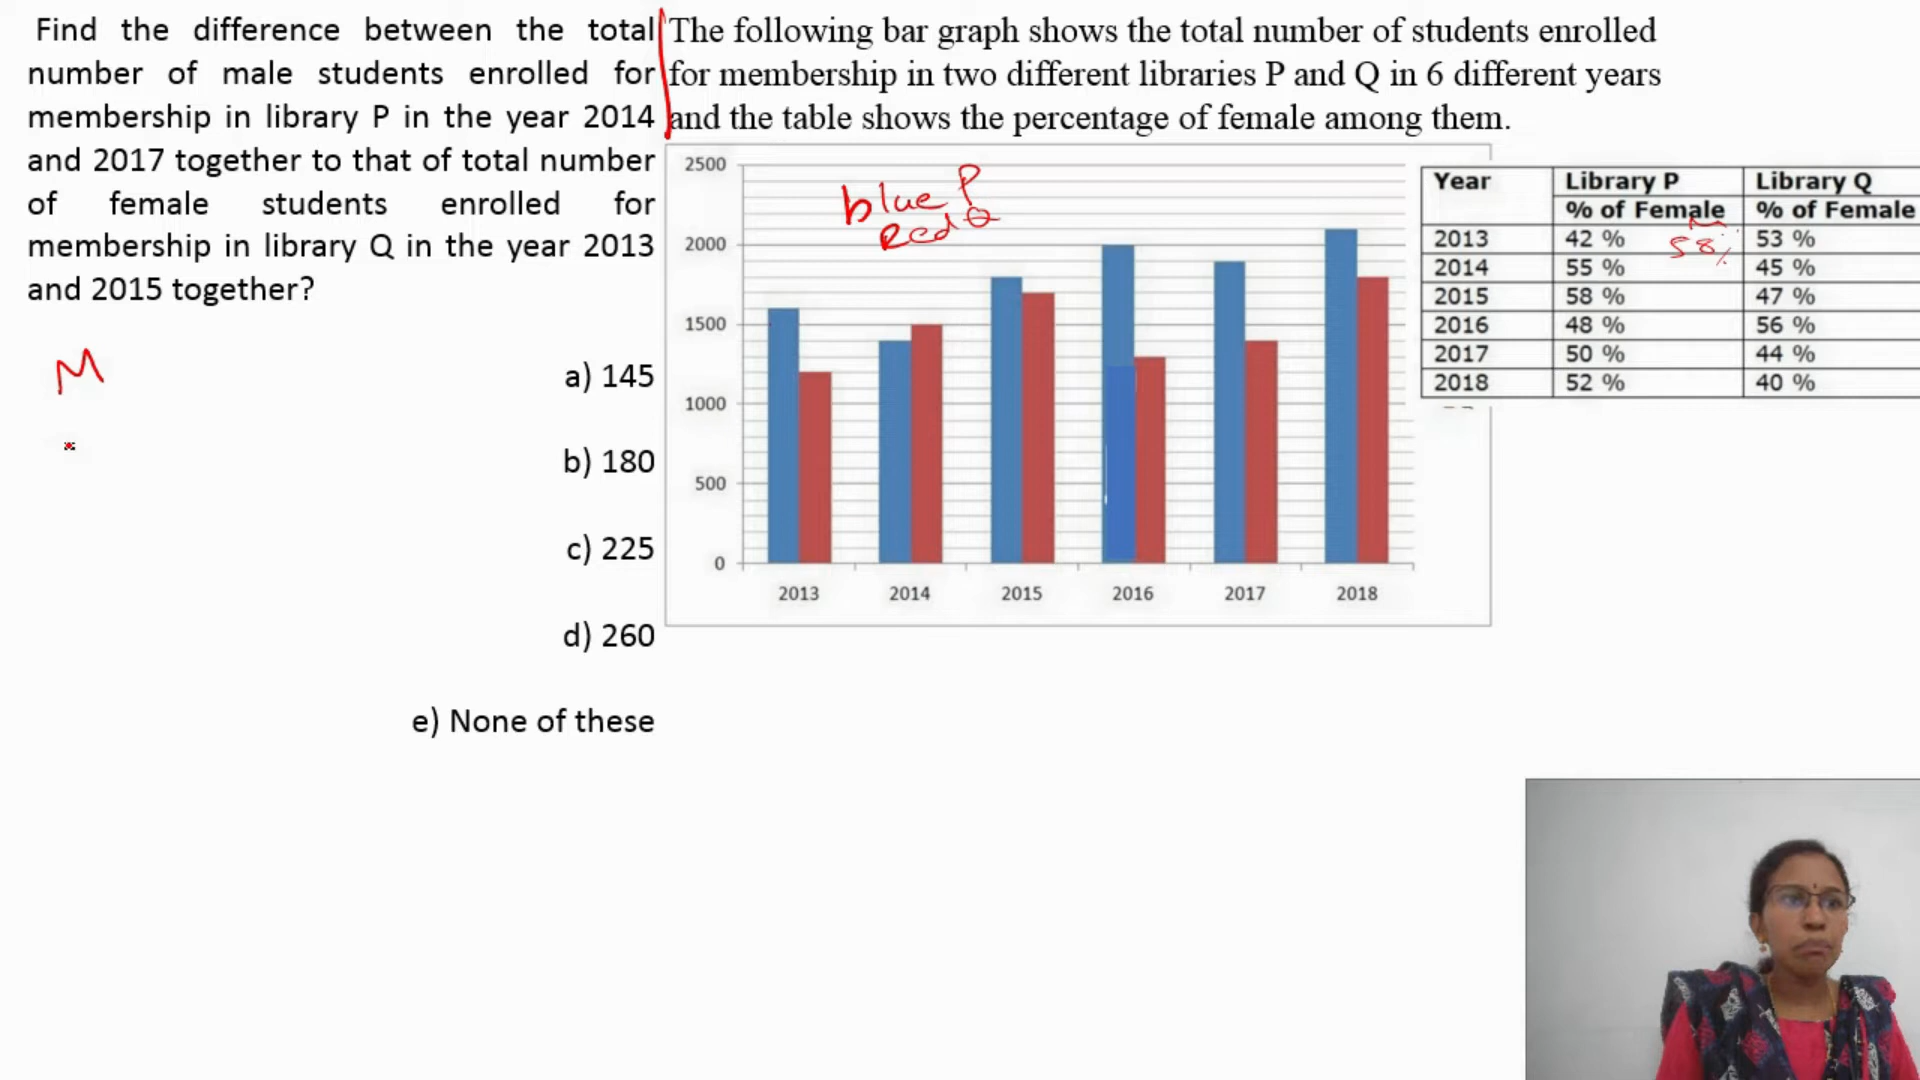 Find the difference between the total
number of male students enrolled for
membership in library P in the year 2014
and 2017 together to that of total number
of female students enrolled for
membership in library Q in the year 2013
and 2015 together?
M
a) 145
b) 180
c) 225
d) 260
e) None of these
The following bar graph shows the total number of students enrolled
for membership in two different libraries P and Q in 6 different years
and the table shows the percentage of female among them.
blue P
Red Q
2500
2000
1500
1000
500
0
2013 2014 2015 2016 2017 2018
Year Library P Library Q
% of Female % of Female
2013 42 % 58% 53 %
2014 55 % 45 %
2015 58 % 47 %
2016 48 % 56 %
2017 50 % 44 %
2018 52 % 40 %